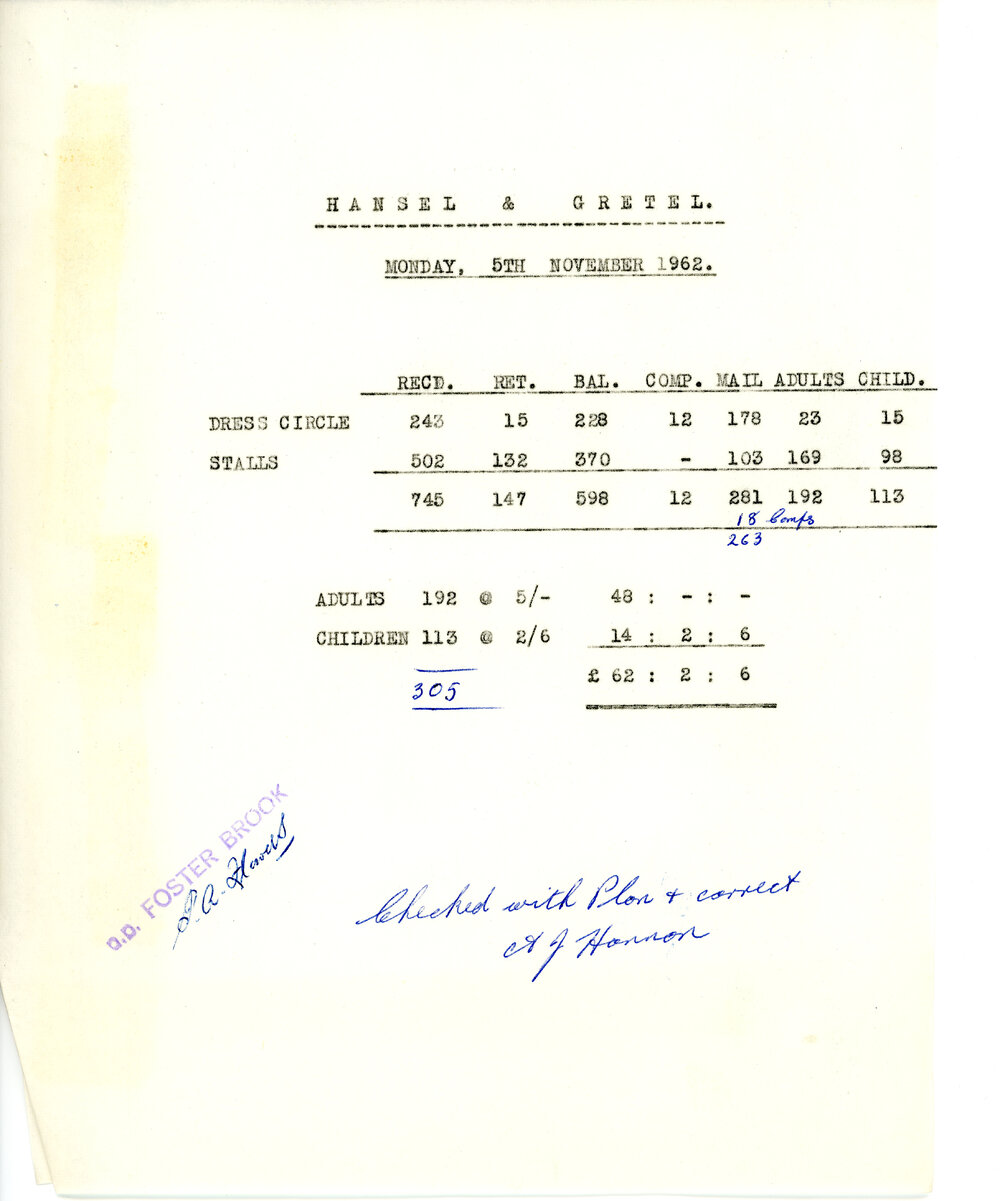 HANSEL & GRETEL.
MONDAY, 5TH NOVEMBER 1962.
RECD. RET. BAL. COMP. MAIL ADULTS CHILD.
DRESS CIRCLE 243 15 228 12 178 23 15
STALLS 502 132 370 - 103 169 98
745 147 598 12 281 192 113
18 Comps
263
ADULTS 192 @ 5/- 48 : - : -
CHILDREN 113 @ 2/6 14 : 2 : 6
£ 62 : 2 : 6
305
FOSTER BROOK
Checked with Plan & correct
A J Hannon